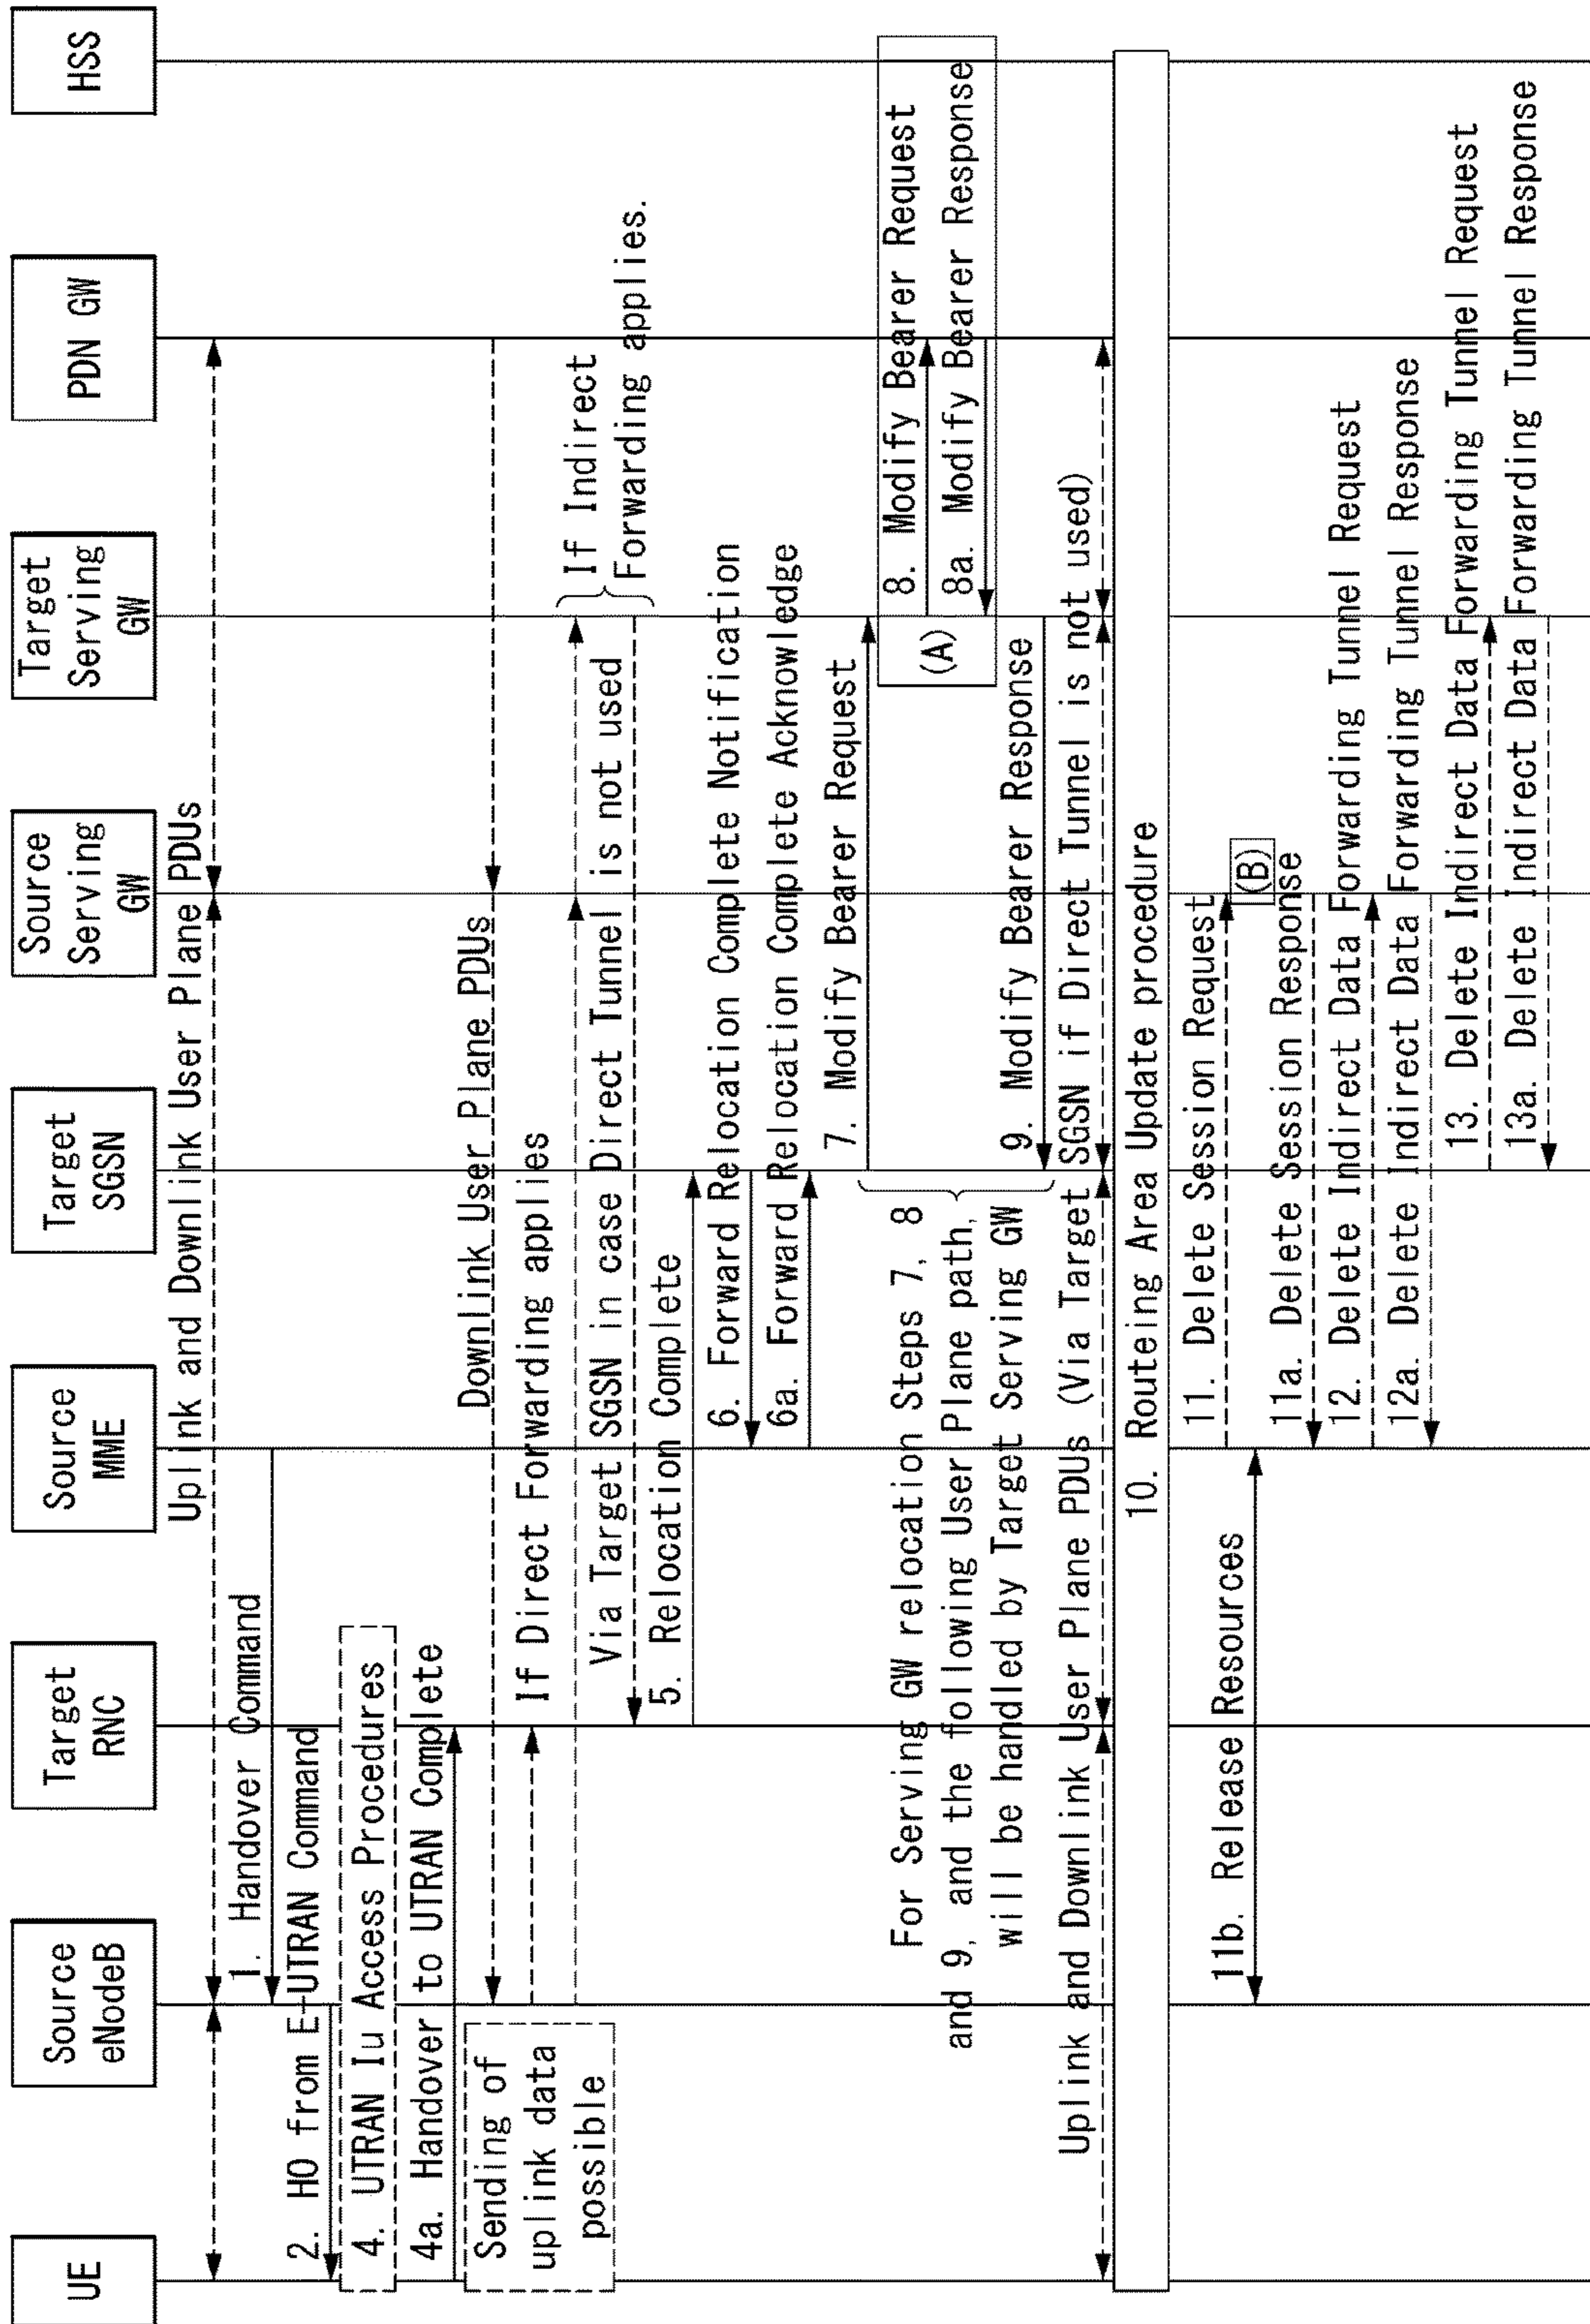 UE
Source
eNodeB
Target
RNC
Source
MME
Target
SGSN
Source
Serving
GW
Target
Serving
GW
PDN GW
HSS
Uplink and Downlink User Plane PDUs
1. Handover Command
2. HO from E-UTRAN Command
4. UTRAN Iu Access Procedures
4a. Handover to UTRAN Complete
Downlink User Plane PDUs
Sending of
uplink data
possible
If Direct Forwarding applies
If Indirect
Forwarding applies.
Via Target SGSN in case Direct Tunnel is not used
5. Relocation Complete
6. Forward Relocation Complete Notification
6a. Forward Relocation Complete Acknowledge
7. Modify Bearer Request
(A)
8. Modify Bearer Request
8a. Modify Bearer Response
For Serving GW relocation Steps 7, 8
and 9, and the following User Plane path,
will be handled by Target Serving GW
9. Modify Bearer Response
Uplink and Downlink User Plane PDUs (Via Target SGSN if Direct Tunnel is not used)
10. Routeing Area Update procedure
11. Delete Session Request
(B)
11b. Release Resources
11a. Delete Session Response
12. Delete Indirect Data Forwarding Tunnel Request
12a. Delete Indirect Data Forwarding Tunnel Response
13. Delete Indirect Data Forwarding Tunnel Request
13a. Delete Indirect Data Forwarding Tunnel Response